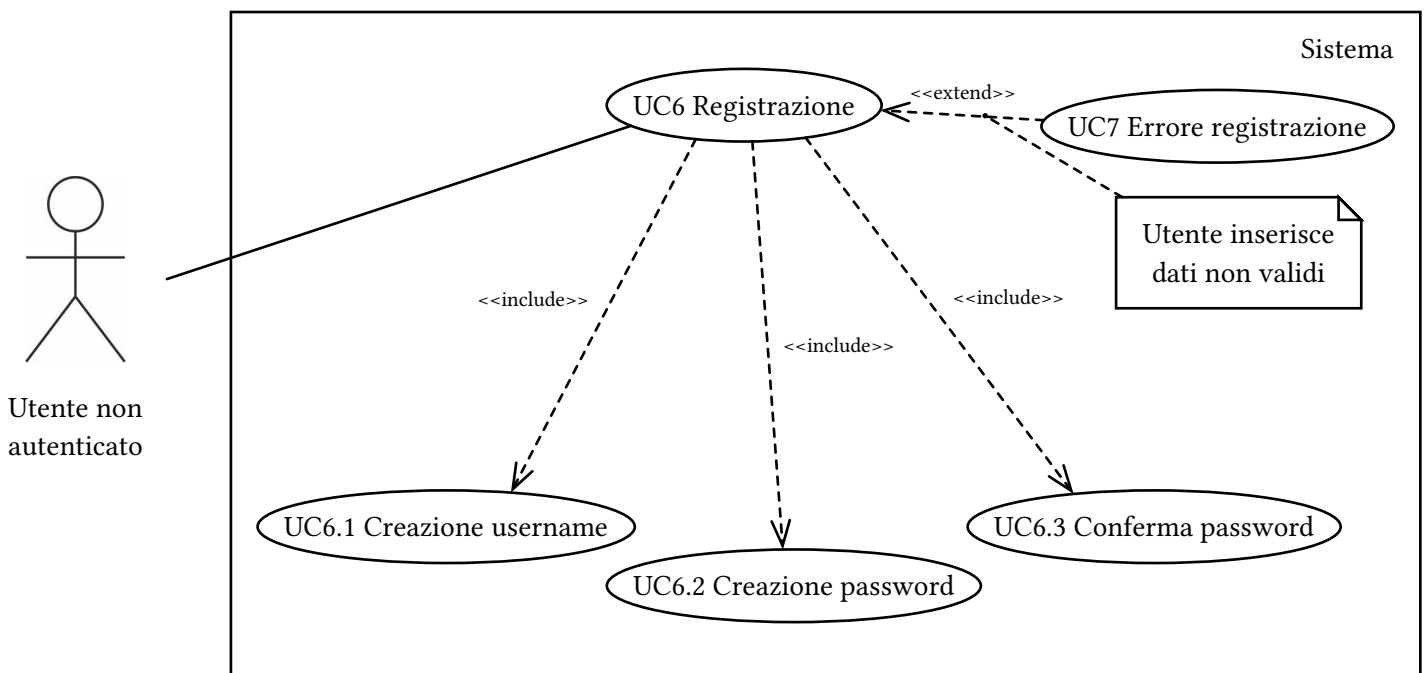 Sistema
UC6 Registrazione
<<extend>>
UC7 Errore registrazione
Utente inserisce
dati non validi
<<include>>
<<include>>
<<include>>
Utente non
autenticato
UC6.1 Creazione username
UC6.2 Creazione password
UC6.3 Conferma password